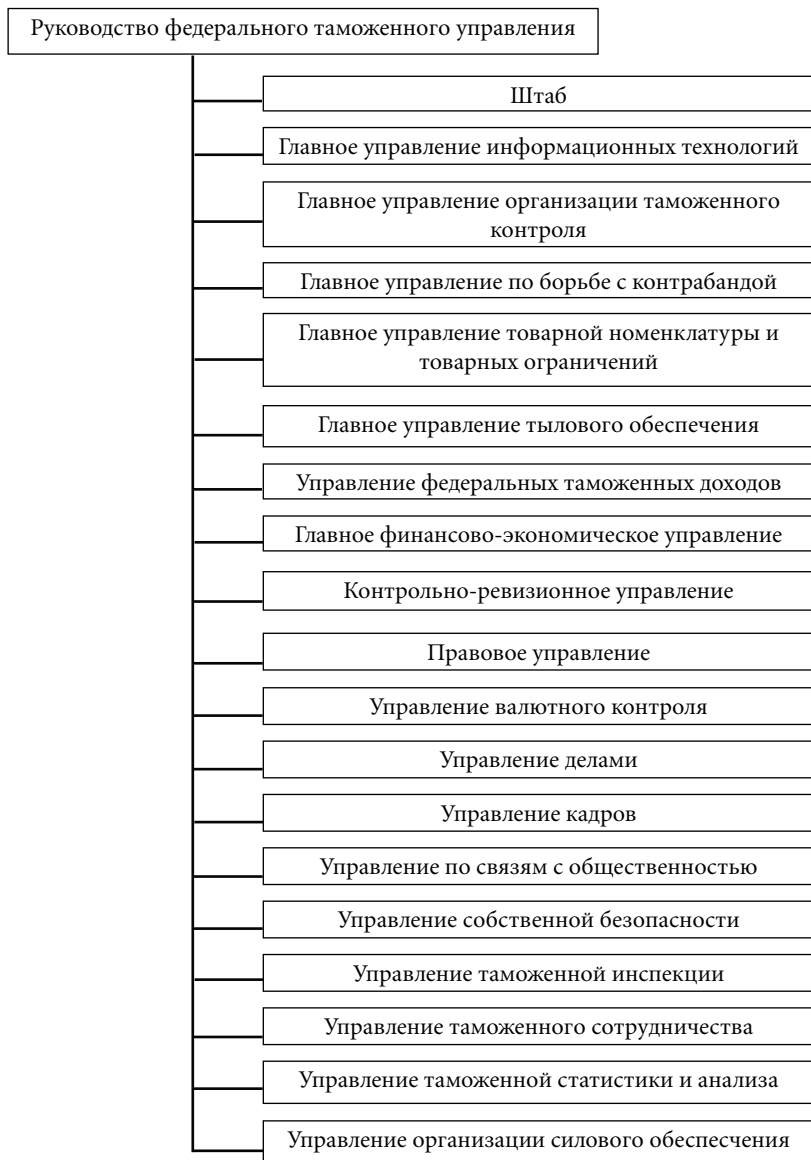 Руководство федерального таможенного управления
Штаб
Главное управление информационных технологий
Главное управление организации таможенного
контроля
Главное управление по борьбе с контрабандой
Главное управление товарной номенклатуры и
товарных ограничений
Главное управление тылового обеспечения
Управление федеральных таможенных доходов
Главное финансово-экономическое управление
Контрольно-ревизионное управление
Правовое управление
Управление валютного контроля
Управление делами
Управление кадров
Управление по связям с общественностью
Управление собственной безопасности
Управление таможенной инспекции
Управление таможенного сотрудничества
Управление таможенной статистики и анализа
Управление организации силового обеспесчения